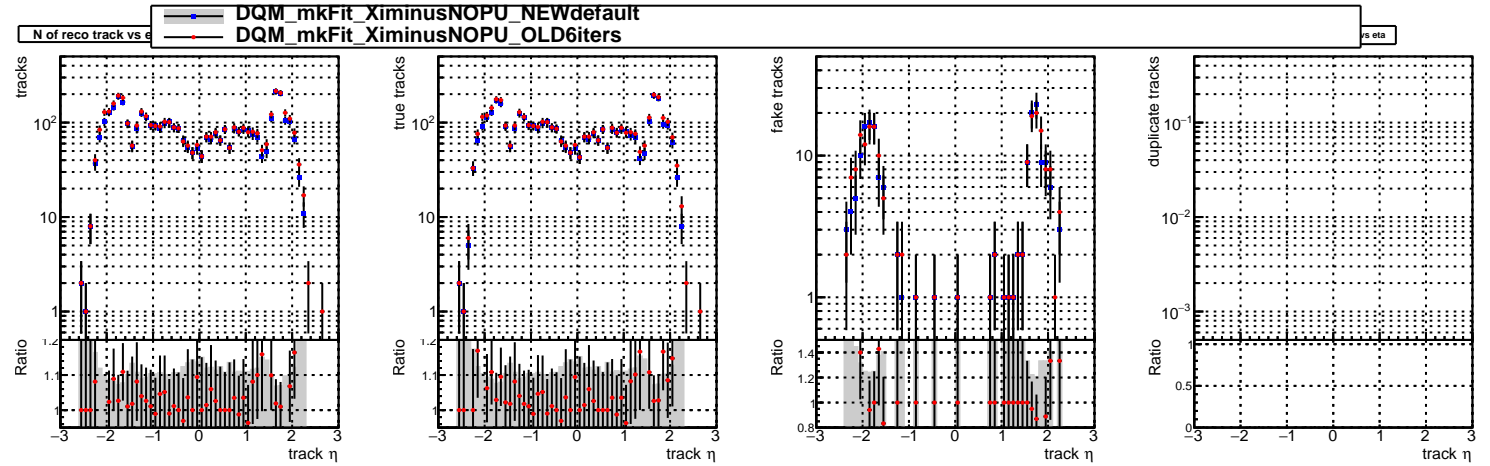 DQM_mkFit_XiminusNOPU_NEWdefault
DQM_mkFit_XiminusNOPU_OLD6iters
N of reco track vs e
vs eta
tracks
10²
10
1
Ratio
1.2
1.1
1
−3 −2 −1 0 1 2 3
track η
true tracks
10²
10
1
Ratio
1.2
1.1
1
−3 −2 −1 0 1 2 3
track η
fake tracks
10
1
Ratio
1.4
1.2
1
0.8
−3 −2 −1 0 1 2 3
track η
duplicate tracks
10⁻¹
10⁻²
10⁻³
Ratio
1
0.5
0
−3 −2 −1 0 1 2 3
track η